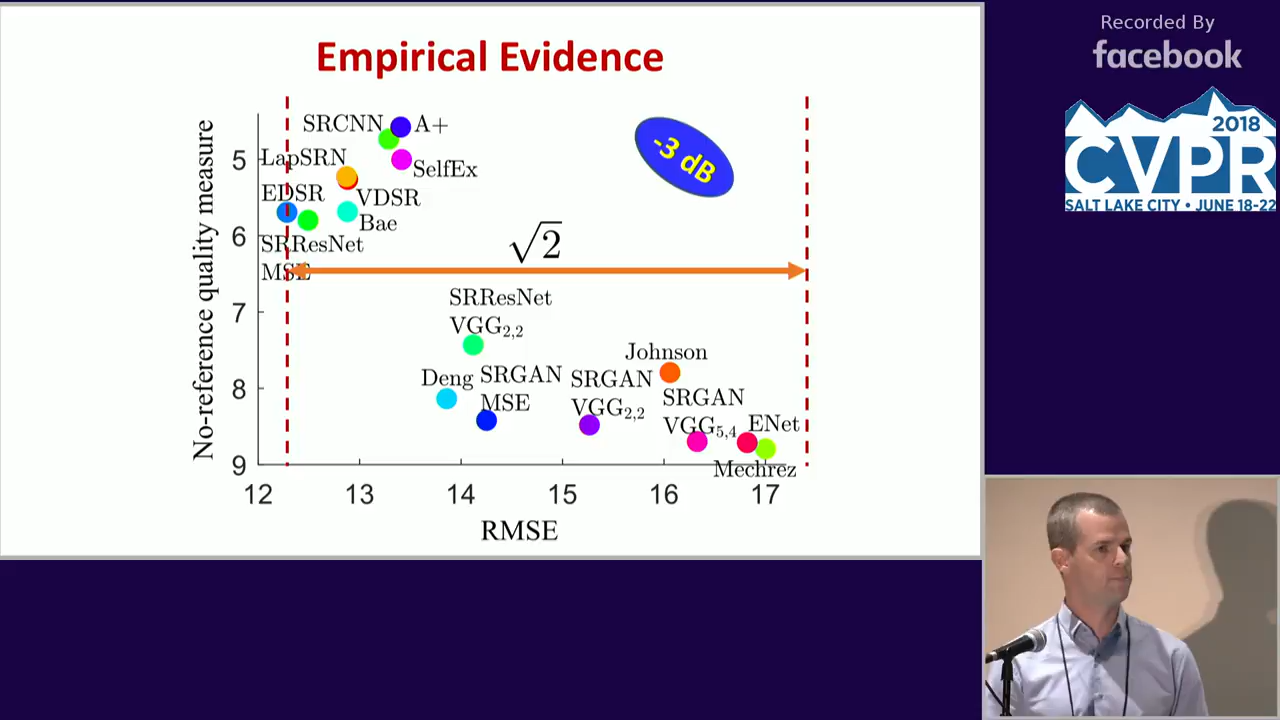 Empirical Evidence
Recorded By
facebook
2018
CVPR
SALT LAKE CITY • JUNE 18-22
No-reference quality measure
5
6
7
8
9
SRCNN
A+
LapSRN
SelfEx
EDSR
VDSR
Bae
SRResNet
MSE
-3 dB
√2
SRResNet
VGG2,2
Johnson
Deng
SRGAN
MSE
SRGAN
VGG2,2
SRGAN
VGG5,4
ENet
Mechrez
12 13 14 15 16 17
RMSE